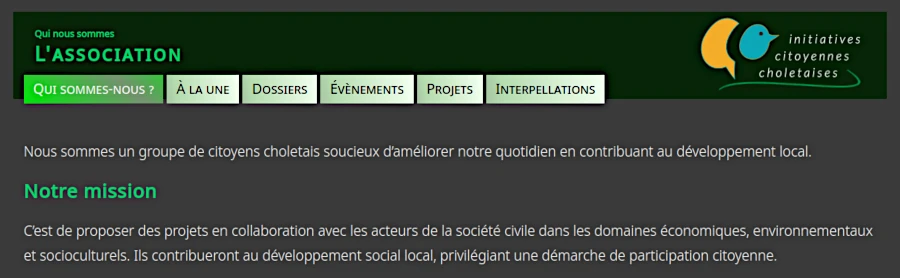 Qui nous sommes
L'ASSOCIATION
initiatives
citoyennes
choletaises
QUI SOMMES-NOUS ?
À LA UNE
DOSSIERS
ÉVÈNEMENTS
PROJETS
INTERPELLATIONS
Nous sommes un groupe de citoyens choletais soucieux d'améliorer notre quotidien en contribuant au développement local.
Notre mission
C'est de proposer des projets en collaboration avec les acteurs de la société civile dans les domaines économiques, environnementaux
et socioculturels. Ils contribueront au développement social local, privilégiant une démarche de participation citoyenne.